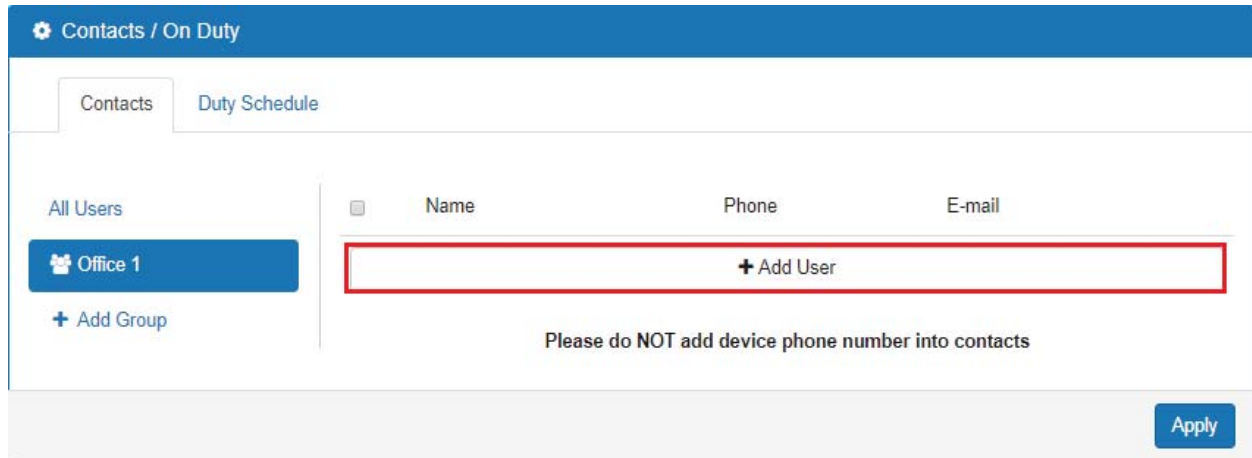 Contacts / On Duty
Contacts Duty Schedule
All Users
Office 1
+ Add Group
Name Phone E-mail
+ Add User
Please do NOT add device phone number into contacts
Apply